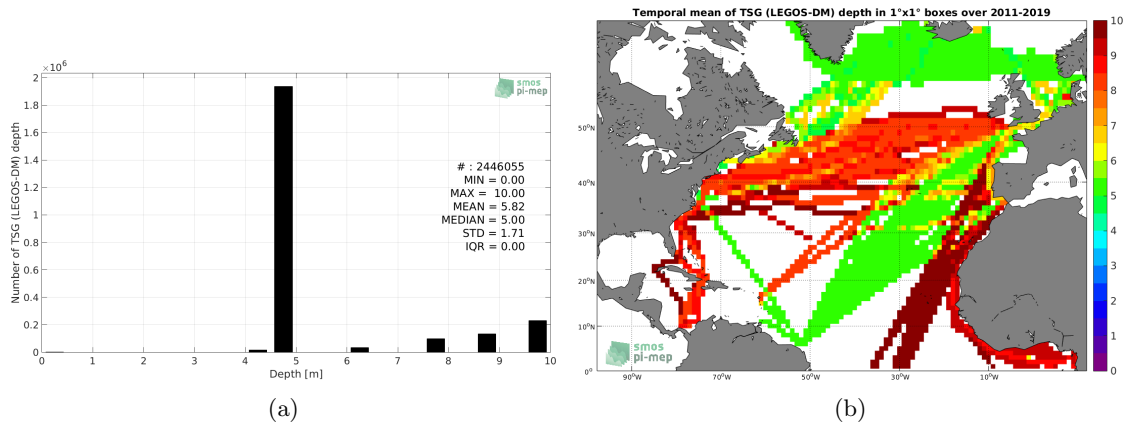 ×10⁶
2
1.8
1.6
1.4
1.2
1
0.8
0.6
0.4
0.2
0
Number of TSG (LEGOS-DM) depth
smos
pi-mep
# : 2446055
MIN = 0.00
MAX = 10.00
MEAN = 5.82
MEDIAN = 5.00
STD = 1.71
IQR = 0.00
0 1 2 3 4 5 6 7 8 9 10
Depth [m]
(a)
Temporal mean of TSG (LEGOS-DM) depth in 1°x1° boxes over 2011-2019
50°N
40°N
30°N
20°N
10°N
0°
90°W 70°W 50°W 30°W 10°W
smos
pi-mep
10
9
8
7
6
5
4
3
2
1
0
(b)